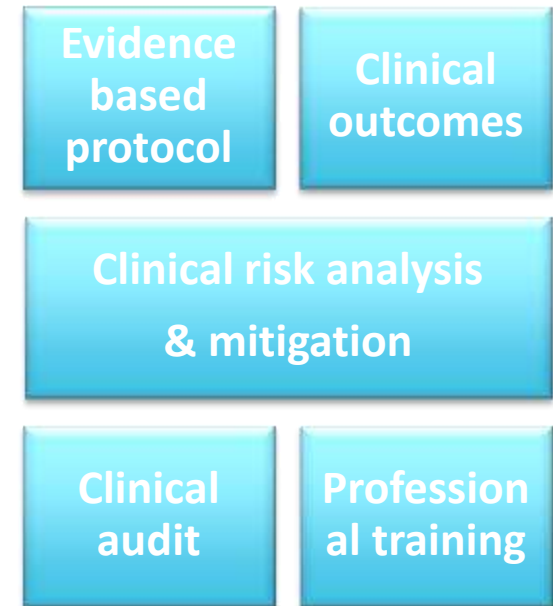 Evidence
based
protocol
Clinical
outcomes
Clinical risk analysis
& mitigation
Clinical
audit
Profession
al training